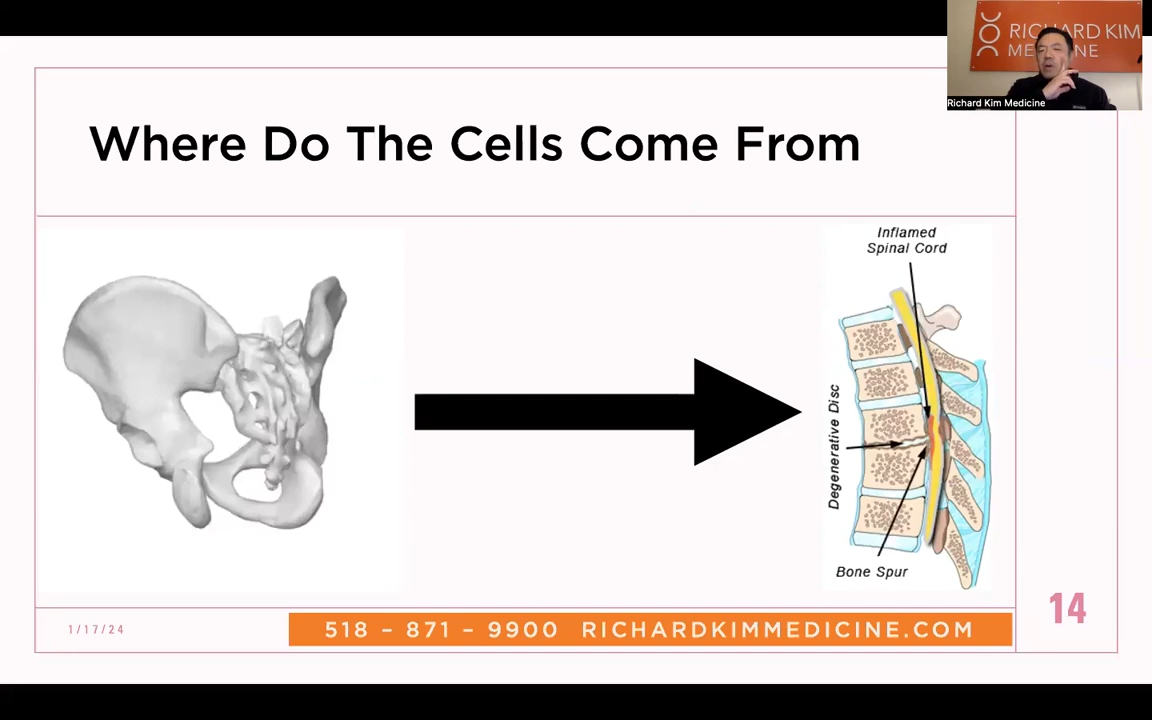 RICHARD KIM
MEDICINE
Richard Kim Medicine
Where Do The Cells Come From
Inflamed
Spinal Cord
Degenerative Disc
Bone Spur
14
1/17/24
518 - 871 - 9900 RICHARDKIMMEDICINE.COM